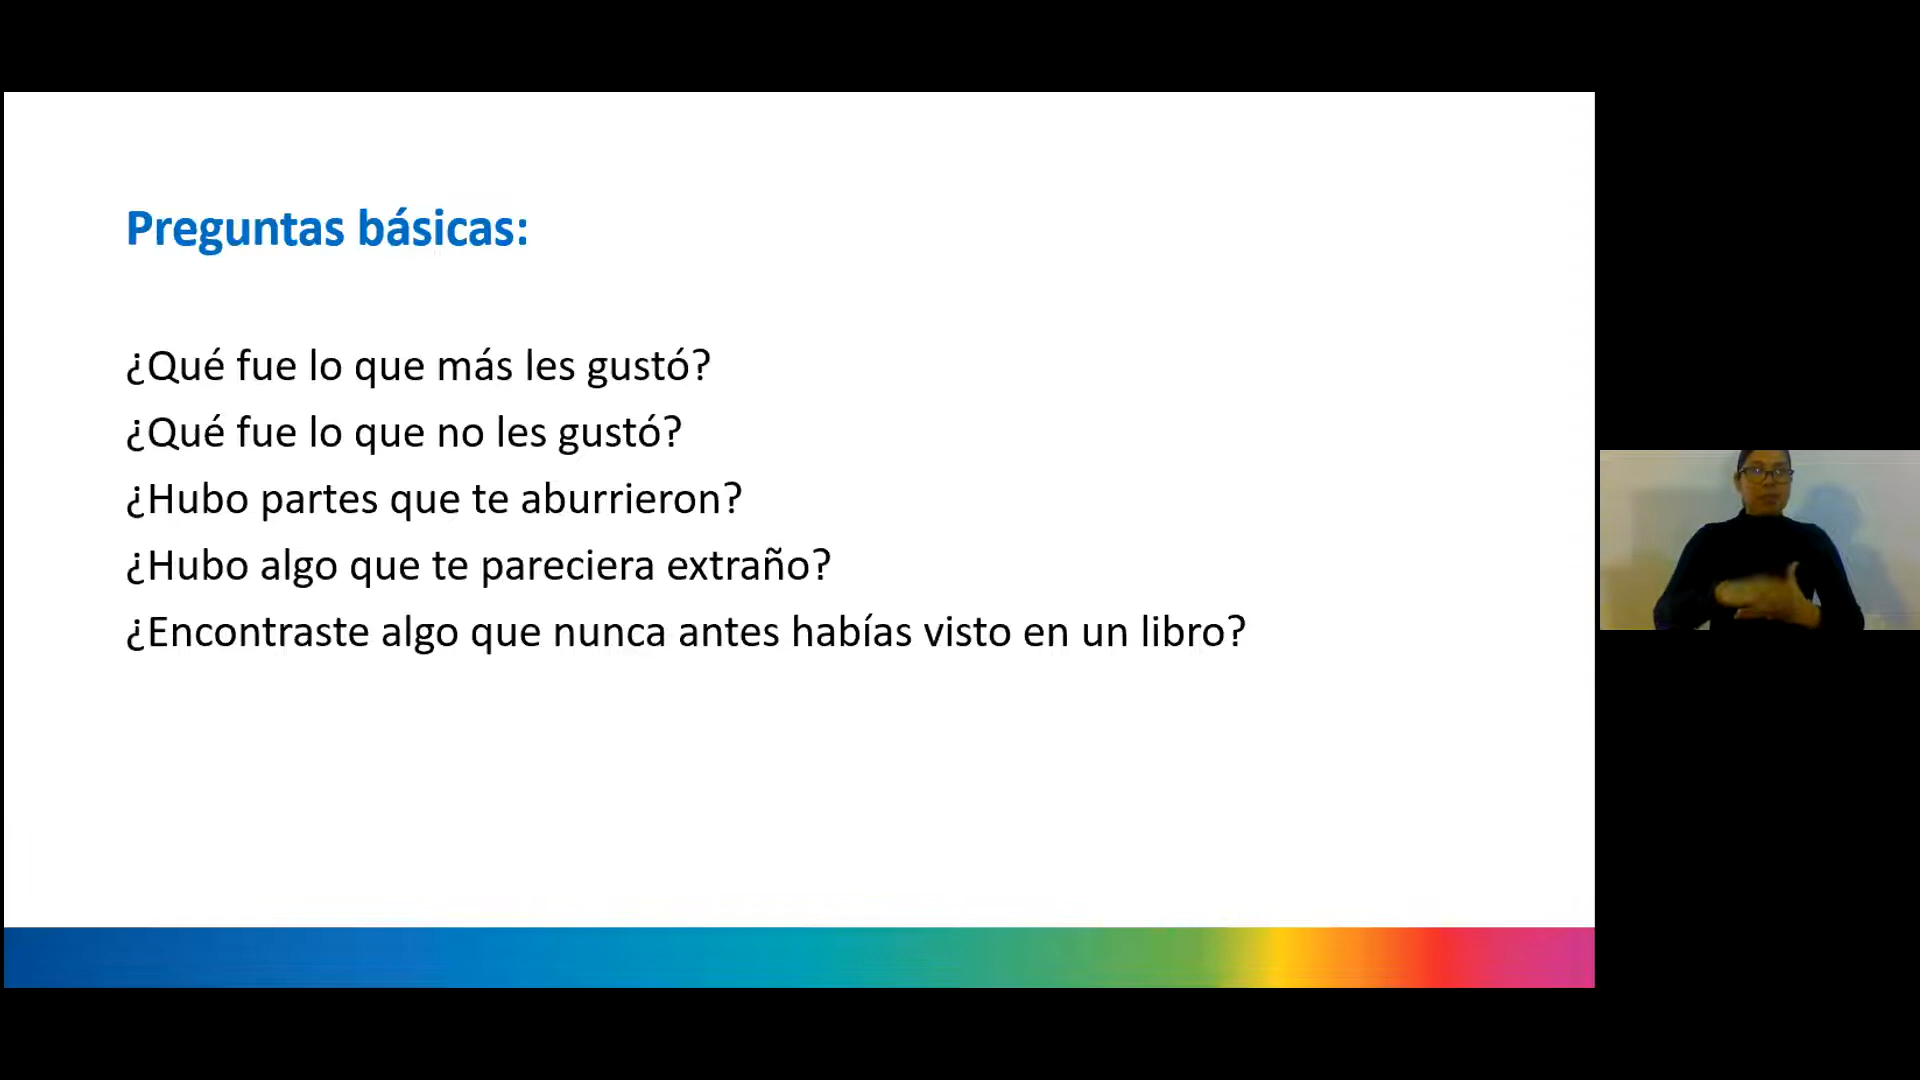 Preguntas básicas:
¿Qué fue lo que más les gustó?
¿Qué fue lo que no les gustó?
¿Hubo partes que te aburrieron?
¿Hubo algo que te pareciera extraño?
¿Encontraste algo que nunca antes habías visto en un libro?